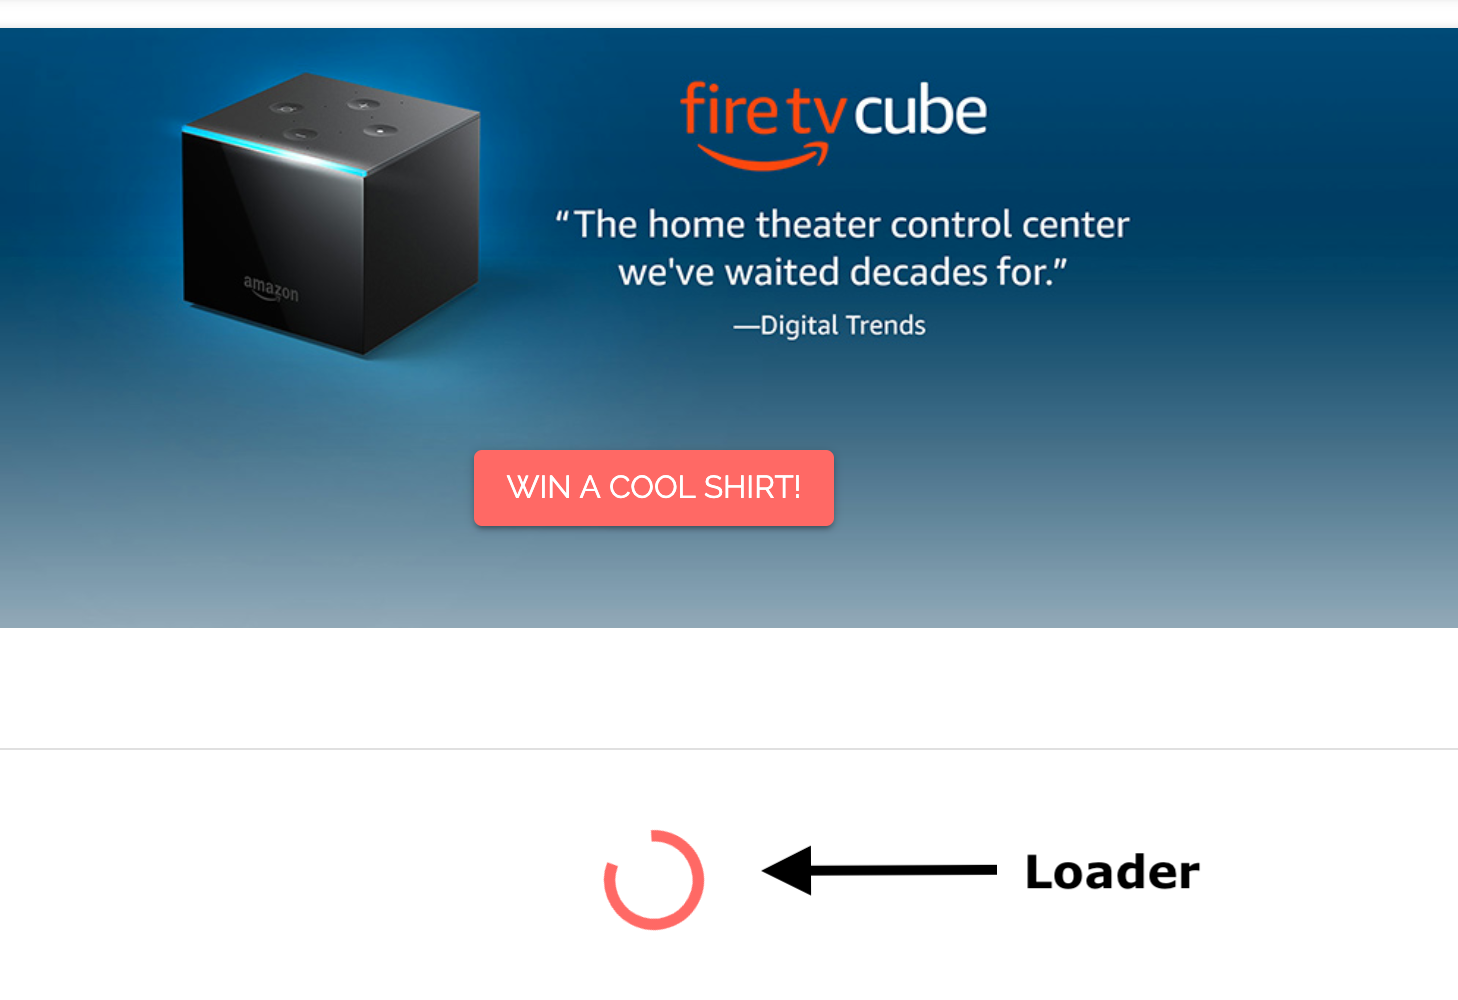 fire tv cube
“The home theater control center
we've waited decades for.”
—Digital Trends
amazon
WIN A COOL SHIRT!
Loader